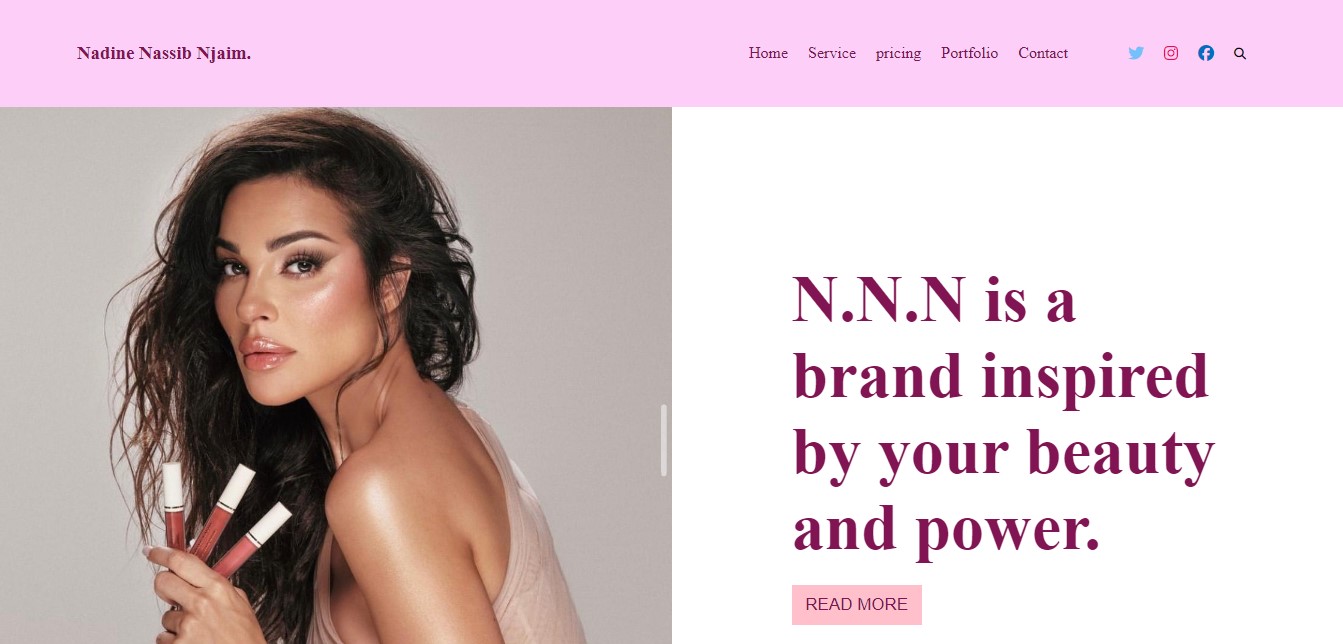 Nadine Nassib Njaim.
Home Service pricing Portfolio Contact
N.N.N is a
brand inspired
by your beauty
and power.
READ MORE